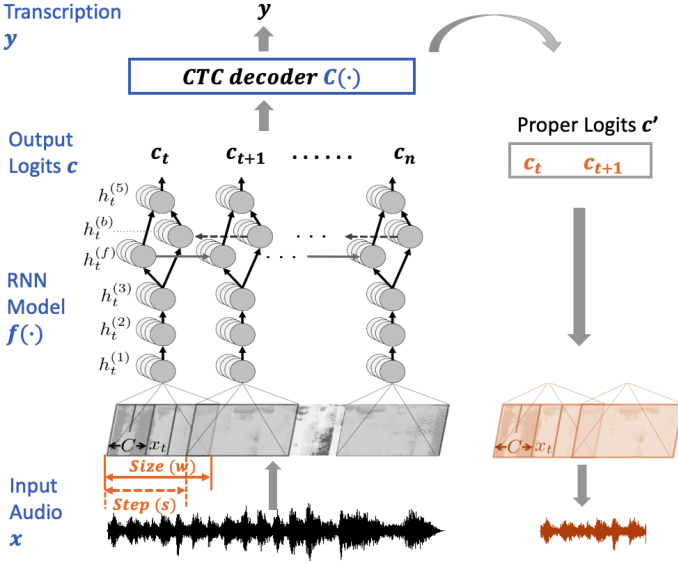 Transcription
y
y
CTC decoder C(·)
Output
Logits c
c_t c_{t+1} ...... c_n
Proper Logits c'
c_t c_{t+1}
h_t^{(5)}
h_t^{(b)}
h_t^{(f)}
RNN
Model
f(·)
h_t^{(3)}
h_t^{(2)}
h_t^{(1)}
C x_t
C x_t
Size (w)
Step (s)
Input
Audio
x